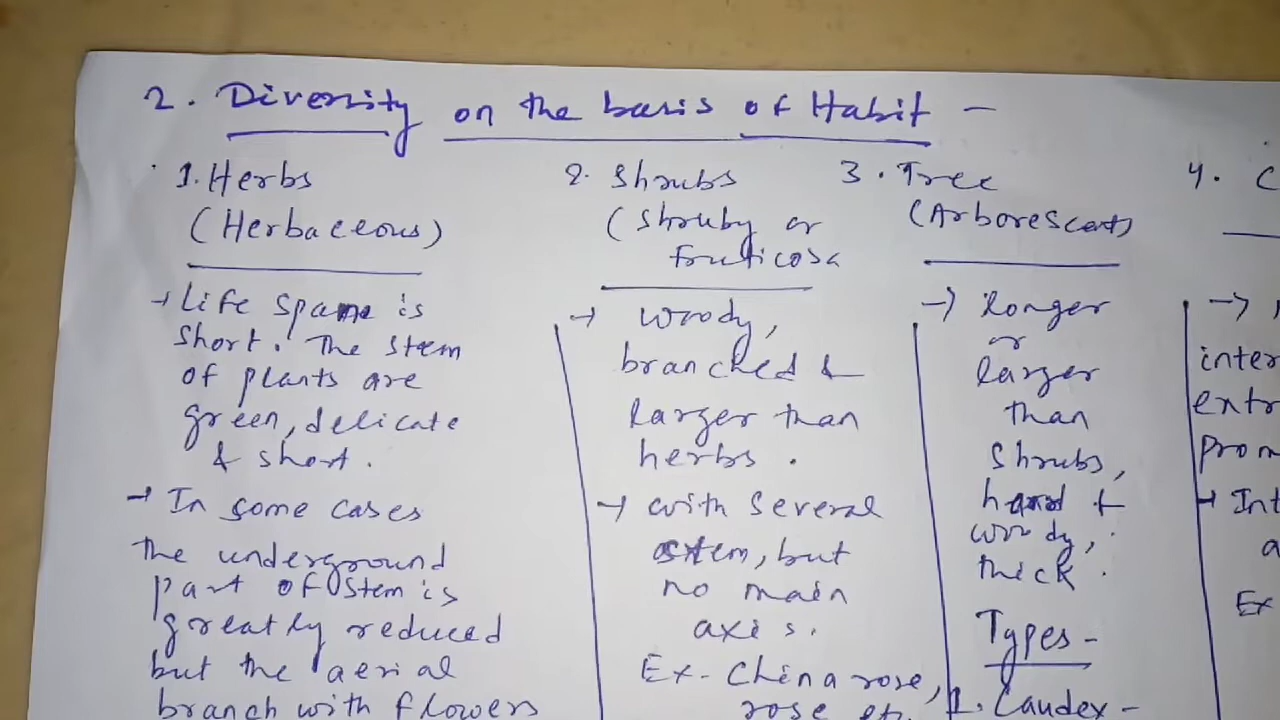 2. Diversity on the basis of Habit -
1. Herbs
(Herbaceous)
→ Life span is
short. The stem
of plants are
green, delicate
& short.
→ In some cases
the underground
part of stem is
greatly reduced
but the aerial
branch with flowers
2. Shrubs
(Shruby or
fruticosa
→ woody,
branched &
larger than
herbs.
→ with several
stem, but
no main
axis.
Ex- China rose,
rose etc.
3. Tree
(Arborescent)
→ longer
or
larger
than
shrubs,
hard &
woody,
thick.
Types-
1. Caudex-
4. C
→
inter
extr
prom
→ Int
a
Ex